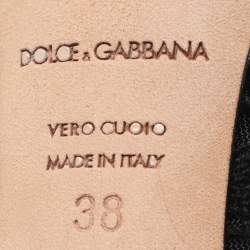 DOLCE & GABBANA
VERO CUOIO
MADE IN ITALY
38